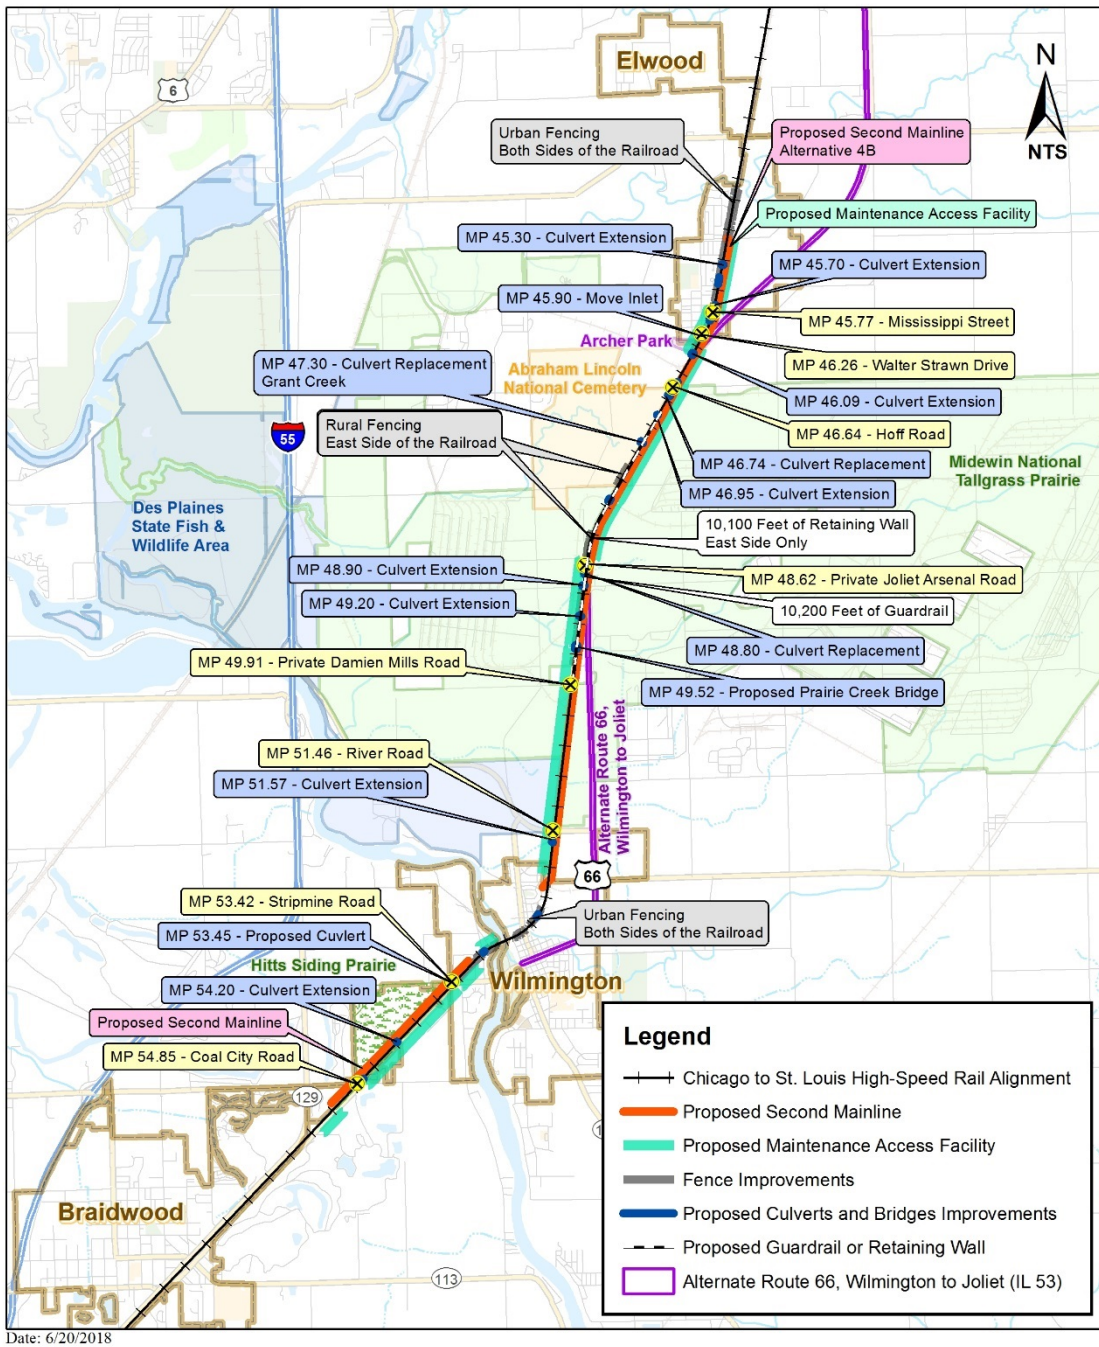 Elwood
6
N
NTS
Urban Fencing
Both Sides of the Railroad
Proposed Second Mainline
Alternative 4B
Proposed Maintenance Access Facility
MP 45.30 - Culvert Extension
MP 45.70 - Culvert Extension
MP 45.90 - Move Inlet
MP 45.77 - Mississippi Street
Archer Park
MP 46.26 - Walter Strawn Drive
MP 47.30 - Culvert Replacement
Grant Creek
Abraham Lincoln
National Cemetery
MP 46.09 - Culvert Extension
Rural Fencing
East Side of the Railroad
55
MP 46.64 - Hoff Road
MP 46.74 - Culvert Replacement
Midewin National
Tallgrass Prairie
MP 46.95 - Culvert Extension
Des Plaines
State Fish &
Wildlife Area
10,100 Feet of Retaining Wall
East Side Only
MP 48.90 - Culvert Extension
MP 48.62 - Private Joliet Arsenal Road
MP 49.20 - Culvert Extension
10,200 Feet of Guardrail
MP 48.80 - Culvert Replacement
MP 49.91 - Private Damien Mills Road
MP 49.52 - Proposed Prairie Creek Bridge
Alternate Route 66,
Wilmington to Joliet
MP 51.46 - River Road
MP 51.57 - Culvert Extension
66
MP 53.42 - Stripmine Road
Urban Fencing
Both Sides of the Railroad
MP 53.45 - Proposed Cuvlert
Hitts Siding Prairie
Wilmington
MP 54.20 - Culvert Extension
Proposed Second Mainline
MP 54.85 - Coal City Road
129
Braidwood
113
Legend
Chicago to St. Louis High-Speed Rail Alignment
Proposed Second Mainline
Proposed Maintenance Access Facility
Fence Improvements
Proposed Culverts and Bridges Improvements
Proposed Guardrail or Retaining Wall
Alternate Route 66, Wilmington to Joliet (IL 53)
Date: 6/20/2018